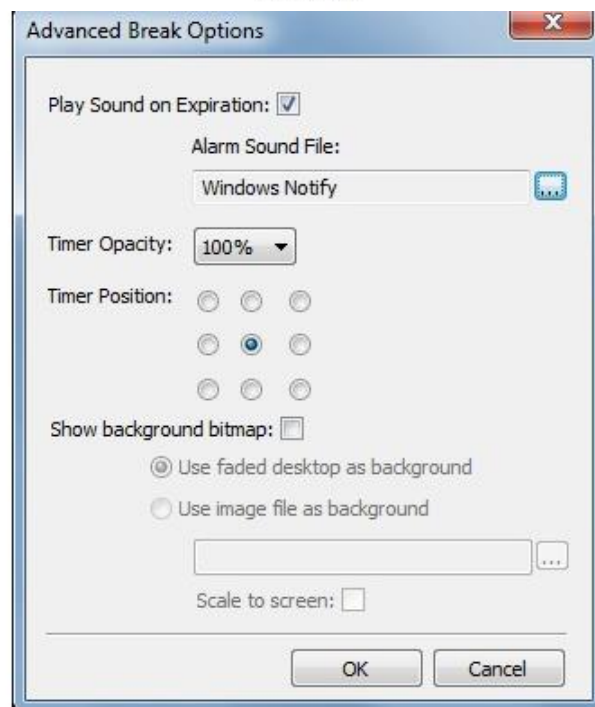 Advanced Break Options
Play Sound on Expiration:
Alarm Sound File:
Windows Notify
...
Timer Opacity: 100%
Timer Position:
Show background bitmap:
Use faded desktop as background
Use image file as background
...
Scale to screen:
OK Cancel